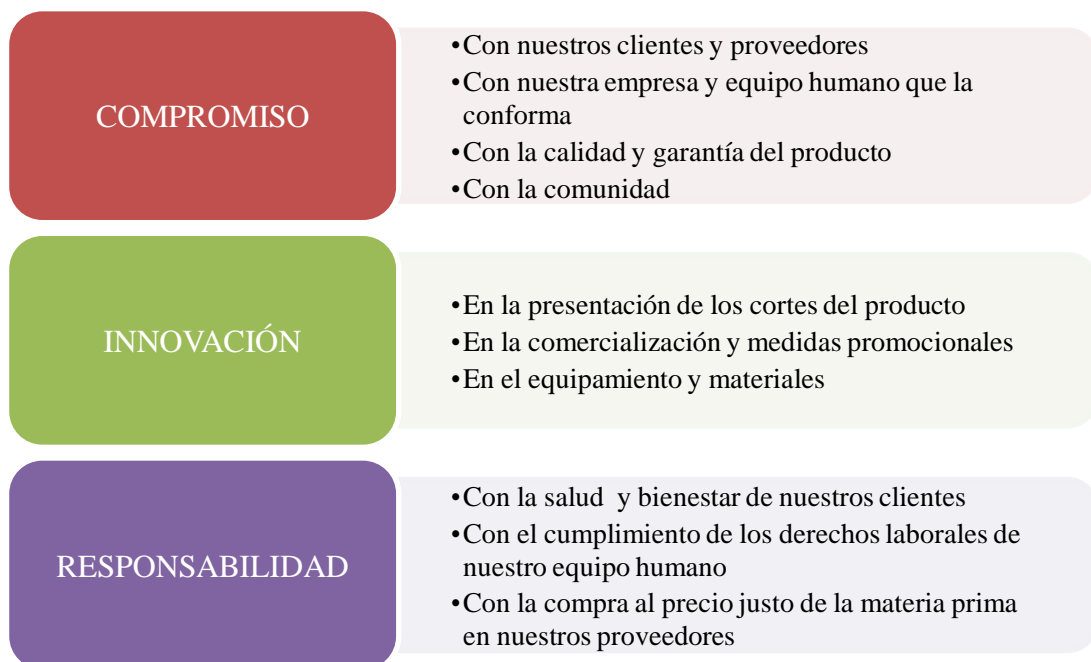 COMPROMISO
•Con nuestros clientes y proveedores
•Con nuestra empresa y equipo humano que la
conforma
•Con la calidad y garantía del producto
•Con la comunidad
INNOVACIÓN
•En la presentación de los cortes del producto
•En la comercialización y medidas promocionales
•En el equipamiento y materiales
RESPONSABILIDAD
•Con la salud  y bienestar de nuestros clientes
•Con el cumplimiento de los derechos laborales de
nuestro equipo humano
•Con la compra al precio justo de la materia prima
en nuestros proveedores